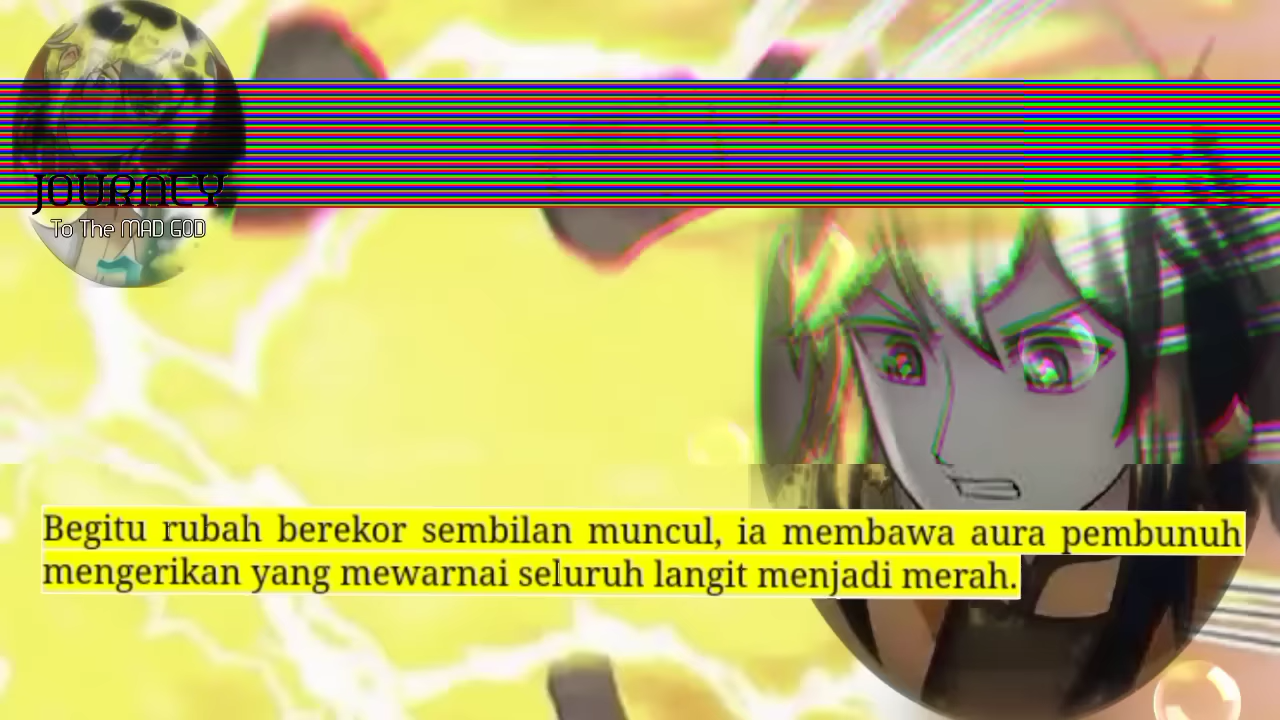 JOURNEY
To The MAD GOD
Begitu rubah berekor sembilan muncul, ia membawa aura pembunuh
mengerikan yang mewarnai seluruh langit menjadi merah.